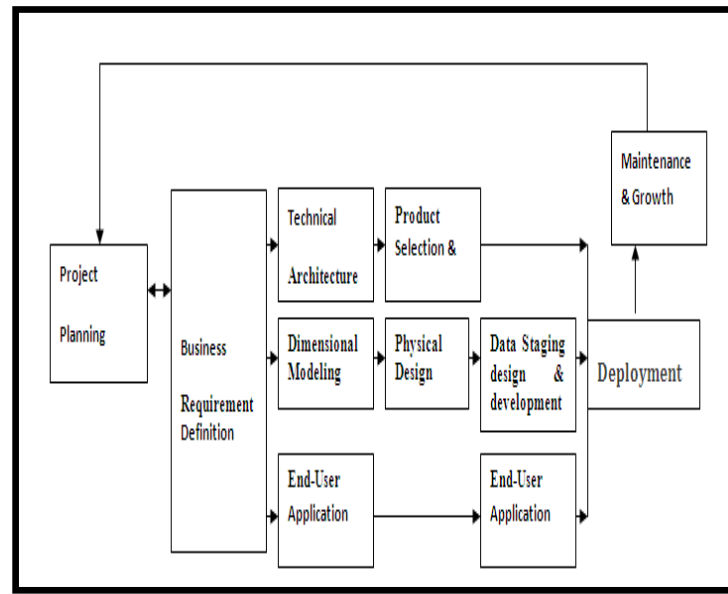 Project
Planning
Business
Requirement
Definition
Technical
Architecture
Product
Selection &
Dimensional
Modeling
Physical
Design
Data Staging
design &
development
End-User
Application
End-User
Application
Deployment
Maintenance
& Growth